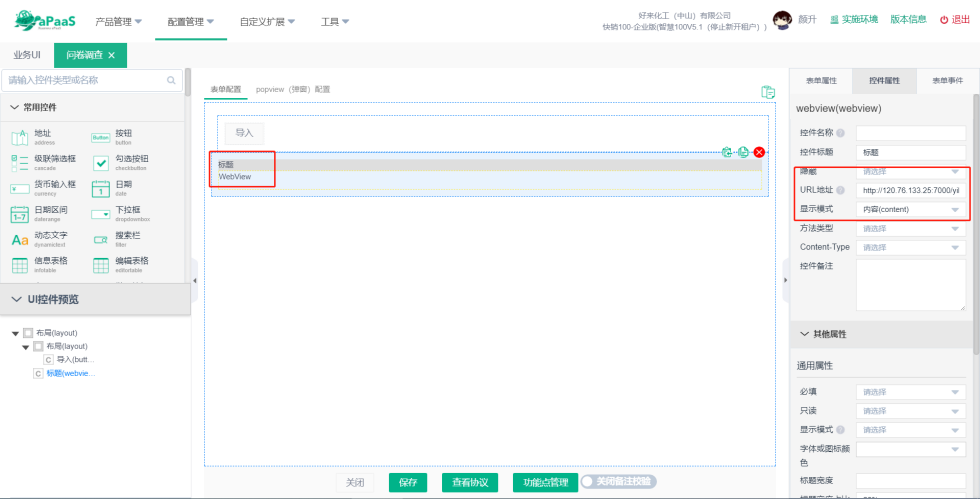 aPaaS
产品管理
配置管理
自定义扩展
工具
好来化工（中山）有限公司
快销100-企业版(智慧100V5.1（停止新开租户）)
颜升
实施环境
版本信息
退出
业务UI
问卷调查 ×
请输入控件类型或名称
常用控件
地址
address
Button
按钮
button
级联筛选框
cascade
勾选按钮
checkbutton
¥
货币输入框
currency
1
日期
date
1-7
日期区间
daterange
下拉框
dropdownbox
Aa
动态文字
dynamictext
搜索栏
filter
信息表格
infotable
编辑表格
editortable
UI控件预览
布局(layout)
布局(layout)
C 导入(butt...
C 标题(webvie...
表单配置
popview（弹窗）配置
导入
标题
WebView
关闭
保存
查看协议
功能点管理
关闭备注校验
表单属性
控件属性
表单事件
webview(webview)
控件名称
控件标题 标题
隐藏 请选择
URL地址 http://120.76.133.25:7000/yil
显示模式 内容(content)
方法类型 请选择
Content-Type 请选择
控件备注
其他属性
通用属性
必填 请选择
只读 请选择
显示模式 请选择
字体或图标颜
色
标题宽度